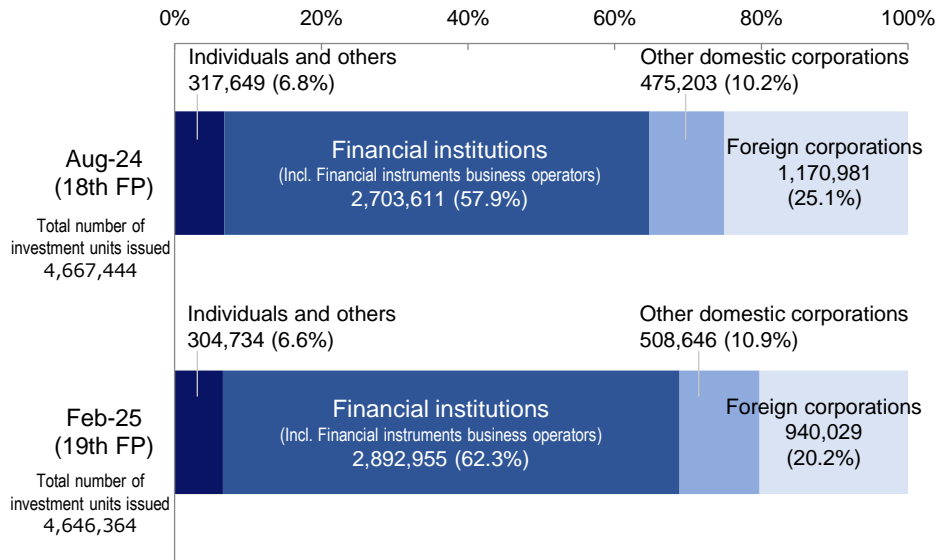 0% 20% 40% 60% 80% 100%
Individuals and others
317,649 (6.8%)
Other domestic corporations
475,203 (10.2%)
Aug-24
(18th FP)
Total number of
investment units issued
4,667,444
Financial institutions
(Incl. Financial instruments business operators)
2,703,611 (57.9%)
Foreign corporations
1,170,981
(25.1%)
Individuals and others
304,734 (6.6%)
Other domestic corporations
508,646 (10.9%)
Feb-25
(19th FP)
Total number of
investment units issued
4,646,364
Financial institutions
(Incl. Financial instruments business operators)
2,892,955 (62.3%)
Foreign corporations
940,029
(20.2%)